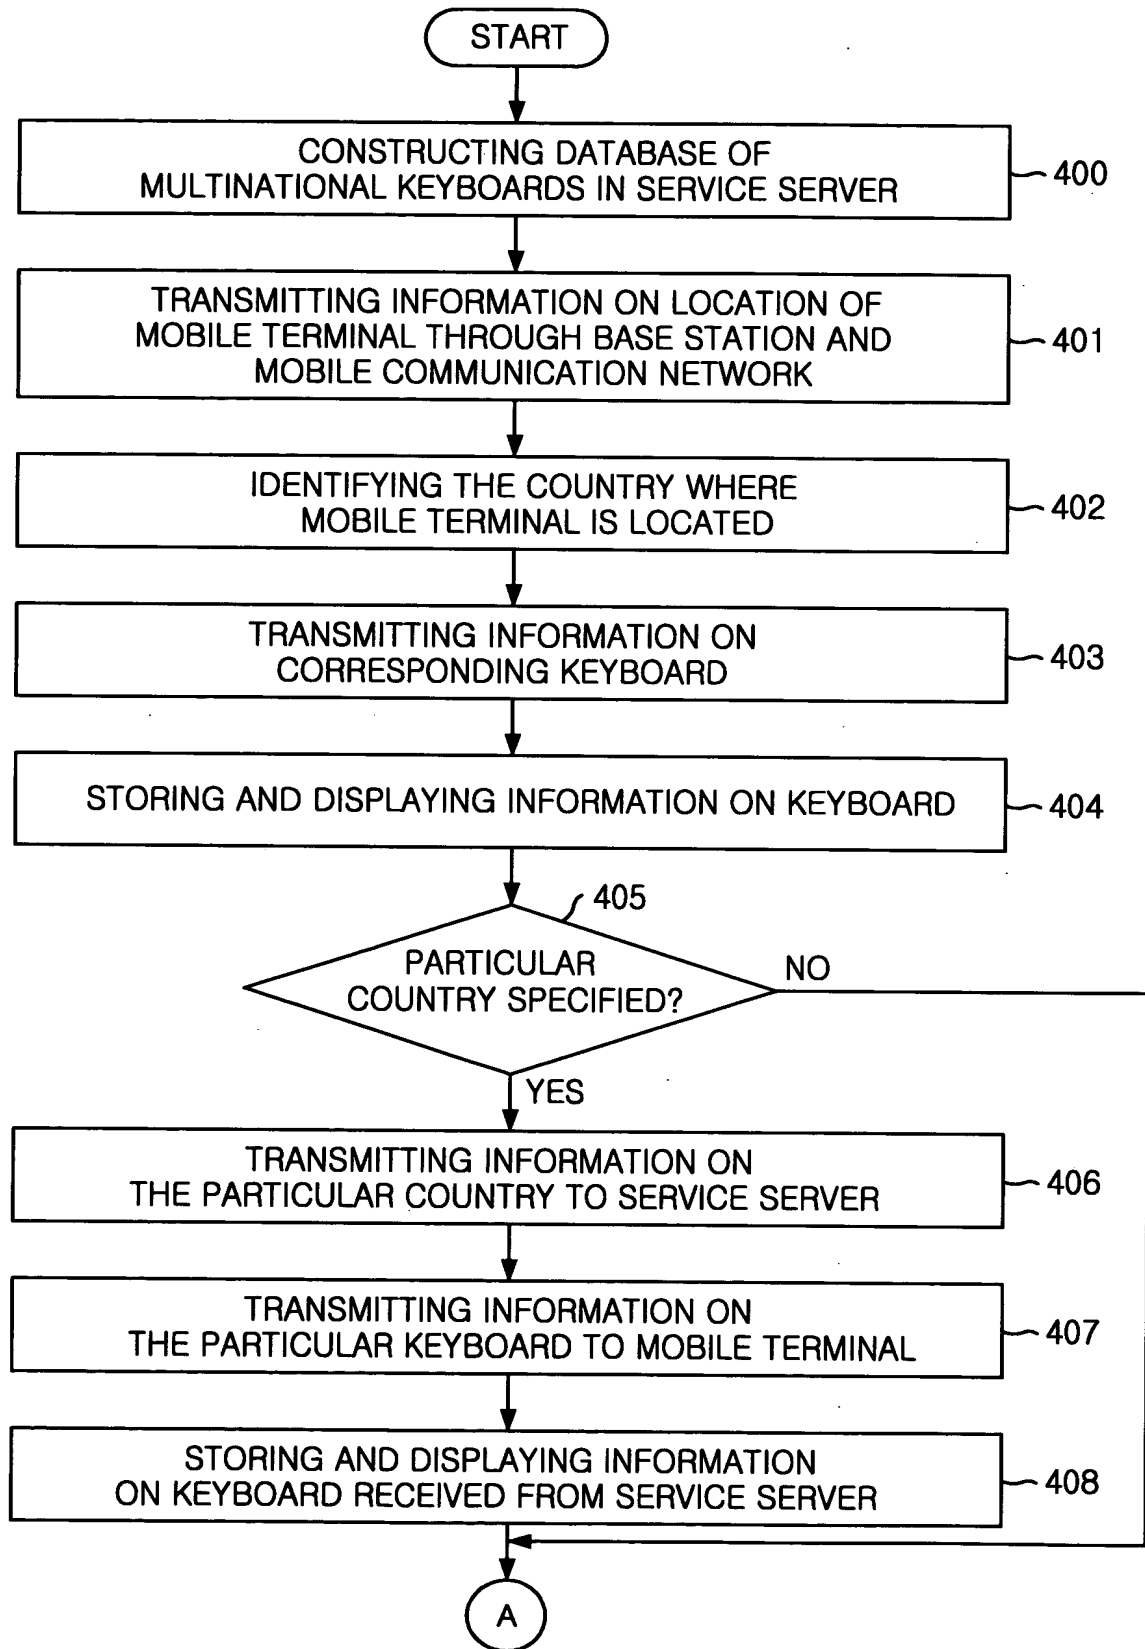 START
CONSTRUCTING DATABASE OF
MULTINATIONAL KEYBOARDS IN SERVICE SERVER
400
TRANSMITTING INFORMATION ON LOCATION OF
MOBILE TERMINAL THROUGH BASE STATION AND
MOBILE COMMUNICATION NETWORK
401
IDENTIFYING THE COUNTRY WHERE
MOBILE TERMINAL IS LOCATED
402
TRANSMITTING INFORMATION ON
CORRESPONDING KEYBOARD
403
STORING AND DISPLAYING INFORMATION ON KEYBOARD
404
405
PARTICULAR
COUNTRY SPECIFIED?
NO
YES
TRANSMITTING INFORMATION ON
THE PARTICULAR COUNTRY TO SERVICE SERVER
406
TRANSMITTING INFORMATION ON
THE PARTICULAR KEYBOARD TO MOBILE TERMINAL
407
STORING AND DISPLAYING INFORMATION
ON KEYBOARD RECEIVED FROM SERVICE SERVER
408
A